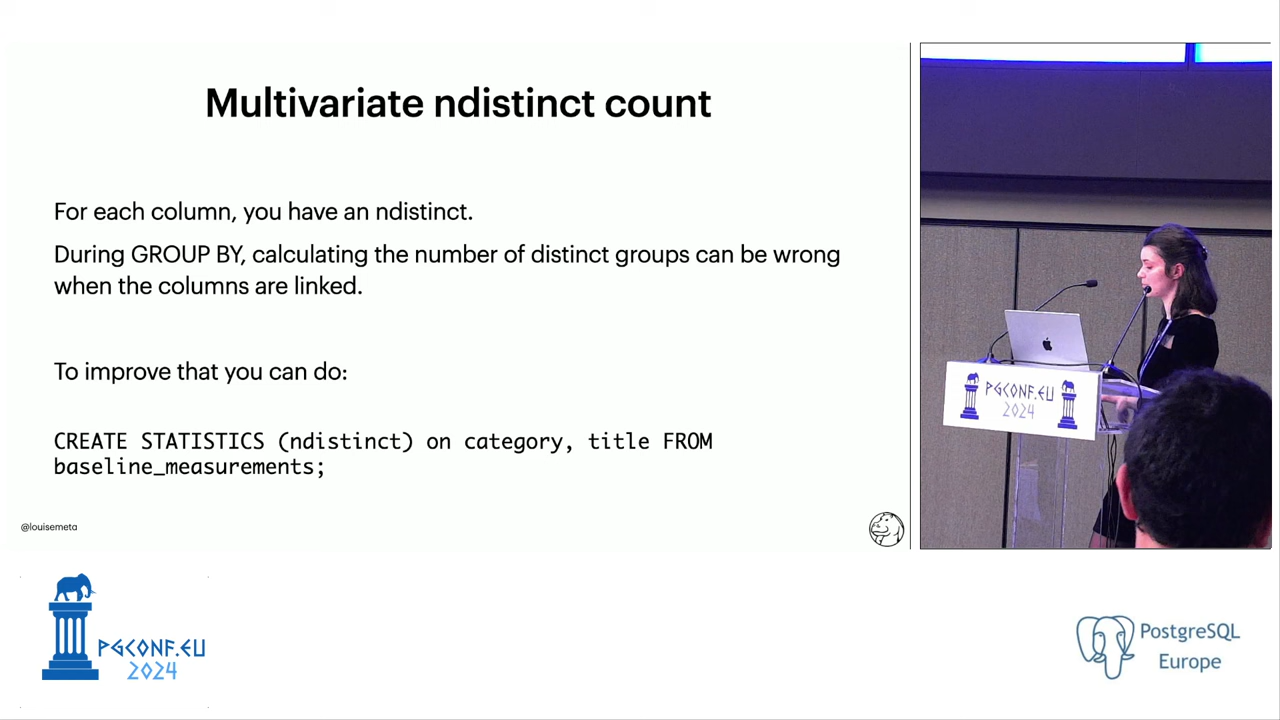 Multivariate ndistinct count
For each column, you have an ndistinct.
During GROUP BY, calculating the number of distinct groups can be wrong
when the columns are linked.
To improve that you can do:
CREATE STATISTICS (ndistinct) on category, title FROM
baseline_measurements;
@louisemeta
PGCONF.EU
2024
PGCONF.EU
2024
PostgreSQL
Europe